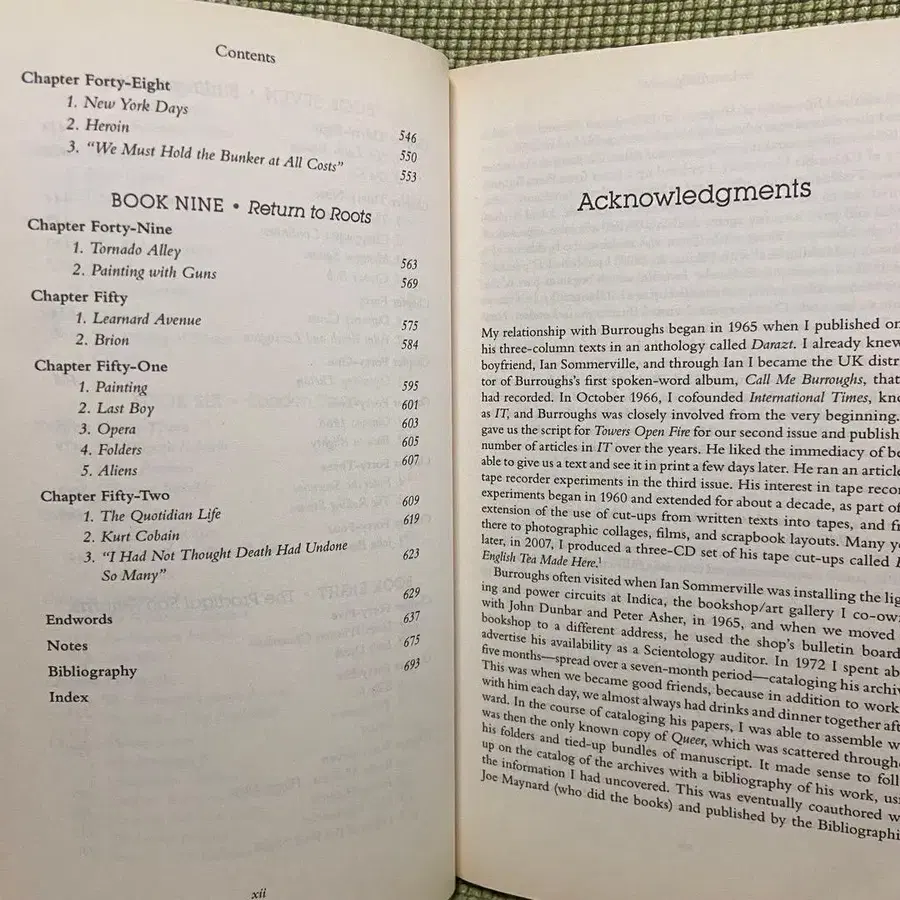 Contents
Chapter Forty-Eight
1. New York Days 546
2. Heroin 550
3. “We Must Hold the Bunker at All Costs” 553
BOOK NINE • Return to Roots
Chapter Forty-Nine
1. Tornado Alley 563
2. Painting with Guns 569
Chapter Fifty
1. Learnard Avenue 575
2. Brion 584
Chapter Fifty-One
1. Painting 595
2. Last Boy 601
3. Opera 603
4. Folders 605
5. Aliens 607
Chapter Fifty-Two
1. The Quotidian Life 609
2. Kurt Cobain 619
3. “I Had Not Thought Death Had Undone
So Many” 623
Endwords 629
Notes 637
Bibliography 675
Index 693
xii
Acknowledgments
My relationship with Burroughs began in 1965 when I published on
his three-column texts in an anthology called Darazt. I already knew
boyfriend, Ian Sommerville, and through Ian I became the UK distr
tor of Burroughs’s first spoken-word album, Call Me Burroughs, that
had recorded. In October 1966, I cofounded International Times, kno
as IT, and Burroughs was closely involved from the very beginning.
gave us the script for Towers Open Fire for our second issue and publish
number of articles in IT over the years. He liked the immediacy of be
able to give us a text and see it in print a few days later. He ran an article
tape recorder experiments in the third issue. His interest in tape recor
experiments began in 1960 and extended for about a decade, as part of
extension of the use of cut-ups from written texts into tapes, and fr
there to photographic collages, films, and scrapbook layouts. Many ye
later, in 2007, I produced a three-CD set of his tape cut-ups called
English Tea Made Here.¹
Burroughs often visited when Ian Sommerville was installing the lig
ing and power circuits at Indica, the bookshop/art gallery I co-ow
with John Dunbar and Peter Asher, in 1965, and when we moved
bookshop to a different address, he used the shop’s bulletin board
advertise his availability as a Scientology auditor. In 1972 I spent ab
five months—spread over a seven-month period—cataloging his archiv
This was when we became good friends, because in addition to work
with him each day, we almost always had drinks and dinner together aft
ward. In the course of cataloging his papers, I was able to assemble w
was then the only known copy of Queer, which was scattered through
his folders and tied-up bundles of manuscript. It made sense to foll
up on the catalog of the archives with a bibliography of his work, usi
the information I had uncovered. This was eventually coauthored w
Joe Maynard (who did the books) and published by the Bibliographi